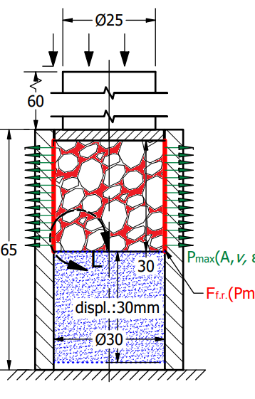 Ø25
60
65
Pmax(A, ν, ε
30
L
Ff.r.(Pm
displ.:30mm
Ø30